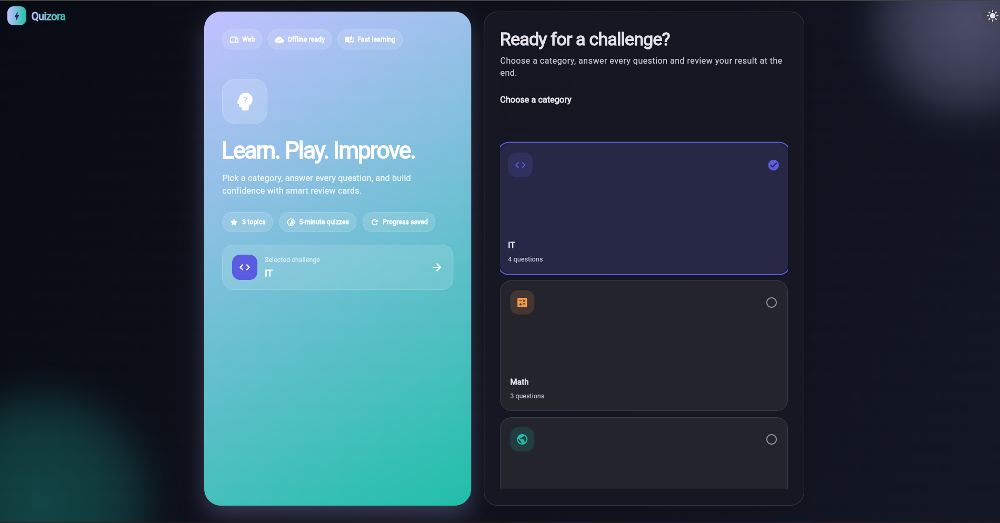 Quizora
Web
Offline ready
Fast learning
?
Learn. Play. Improve.
Pick a category, answer every question, and build
confidence with smart review cards.
3 topics
5-minute quizzes
Progress saved
Selected challenge
IT
Ready for a challenge?
Choose a category, answer every question and review your result at the
end.
Choose a category
IT
4 questions
Math
3 questions